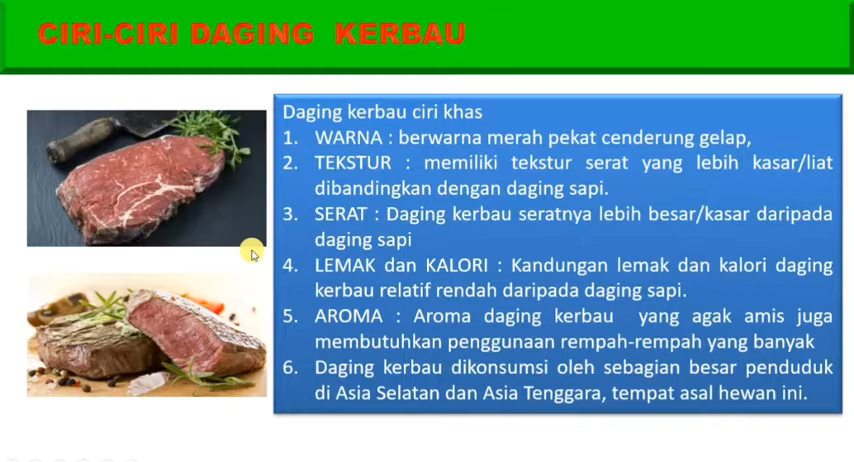 CIRI-CIRI DAGING KERBAU
Daging kerbau ciri khas
1. WARNA : berwarna merah pekat cenderung gelap,
2. TEKSTUR : memiliki tekstur serat yang lebih kasar/liat
dibandingkan dengan daging sapi.
3. SERAT : Daging kerbau seratnya lebih besar/kasar daripada
daging sapi
4. LEMAK dan KALORI : Kandungan lemak dan kalori daging
kerbau relatif rendah daripada daging sapi.
5. AROMA : Aroma daging kerbau yang agak amis juga
membutuhkan penggunaan rempah-rempah yang banyak
6. Daging kerbau dikonsumsi oleh sebagian besar penduduk
di Asia Selatan dan Asia Tenggara, tempat asal hewan ini.